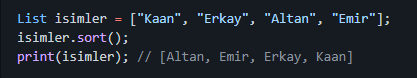 List isimler = ["Kaan", "Erkay", "Altan", "Emir"];
isimler.sort();
print(isimler); // [Altan, Emir, Erkay, Kaan]